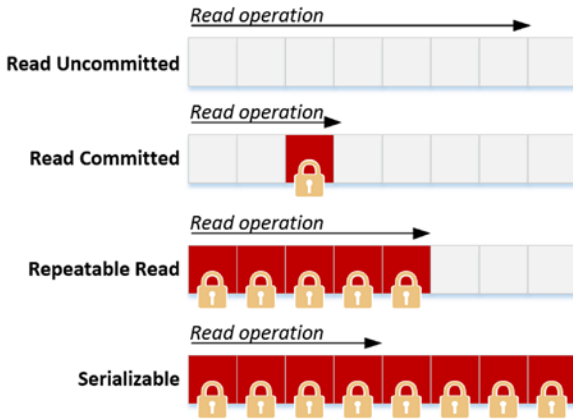 Read operation
Read Uncommitted
Read operation
Read Committed
Read operation
Repeatable Read
Read operation
Serializable